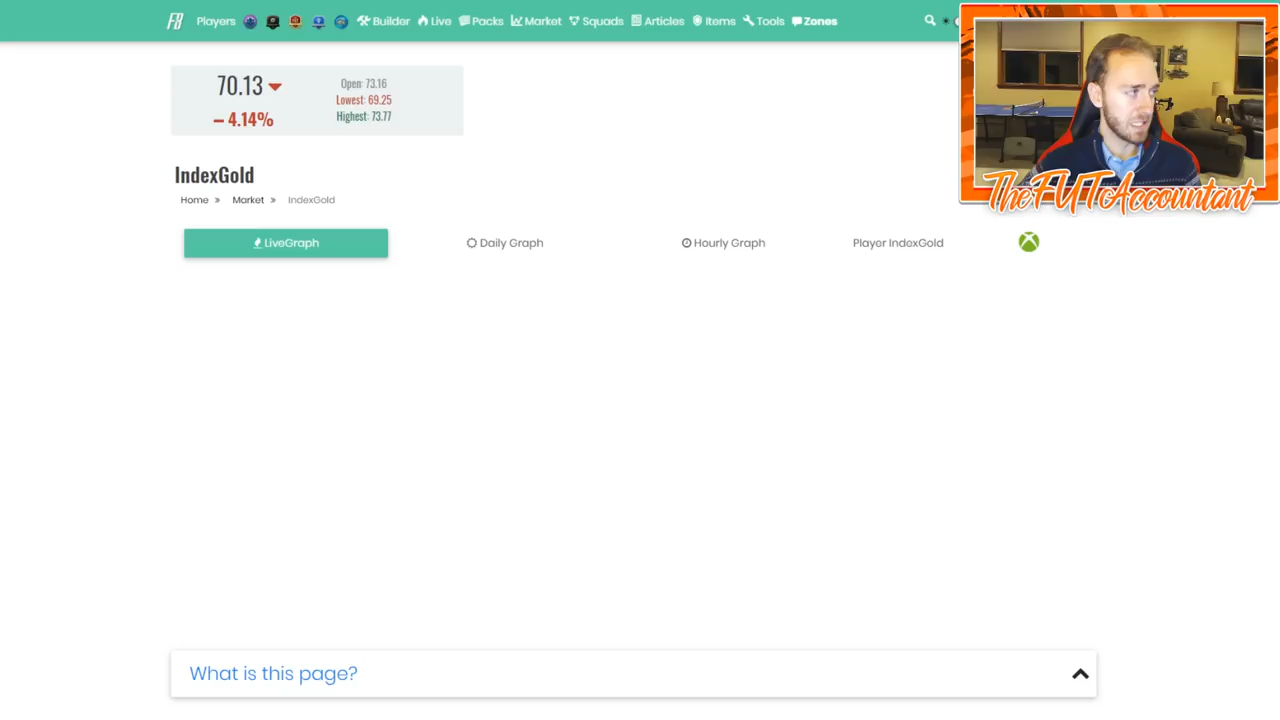 FB Players Builder Live Packs Market Squads Articles Items Tools Zones
70.13
– 4.14%
Open: 73.16
Lowest: 69.25
Highest: 73.77
TheFUTAccountant
IndexGold
Home » Market » IndexGold
LiveGraph Daily Graph Hourly Graph Player IndexGold
What is this page?